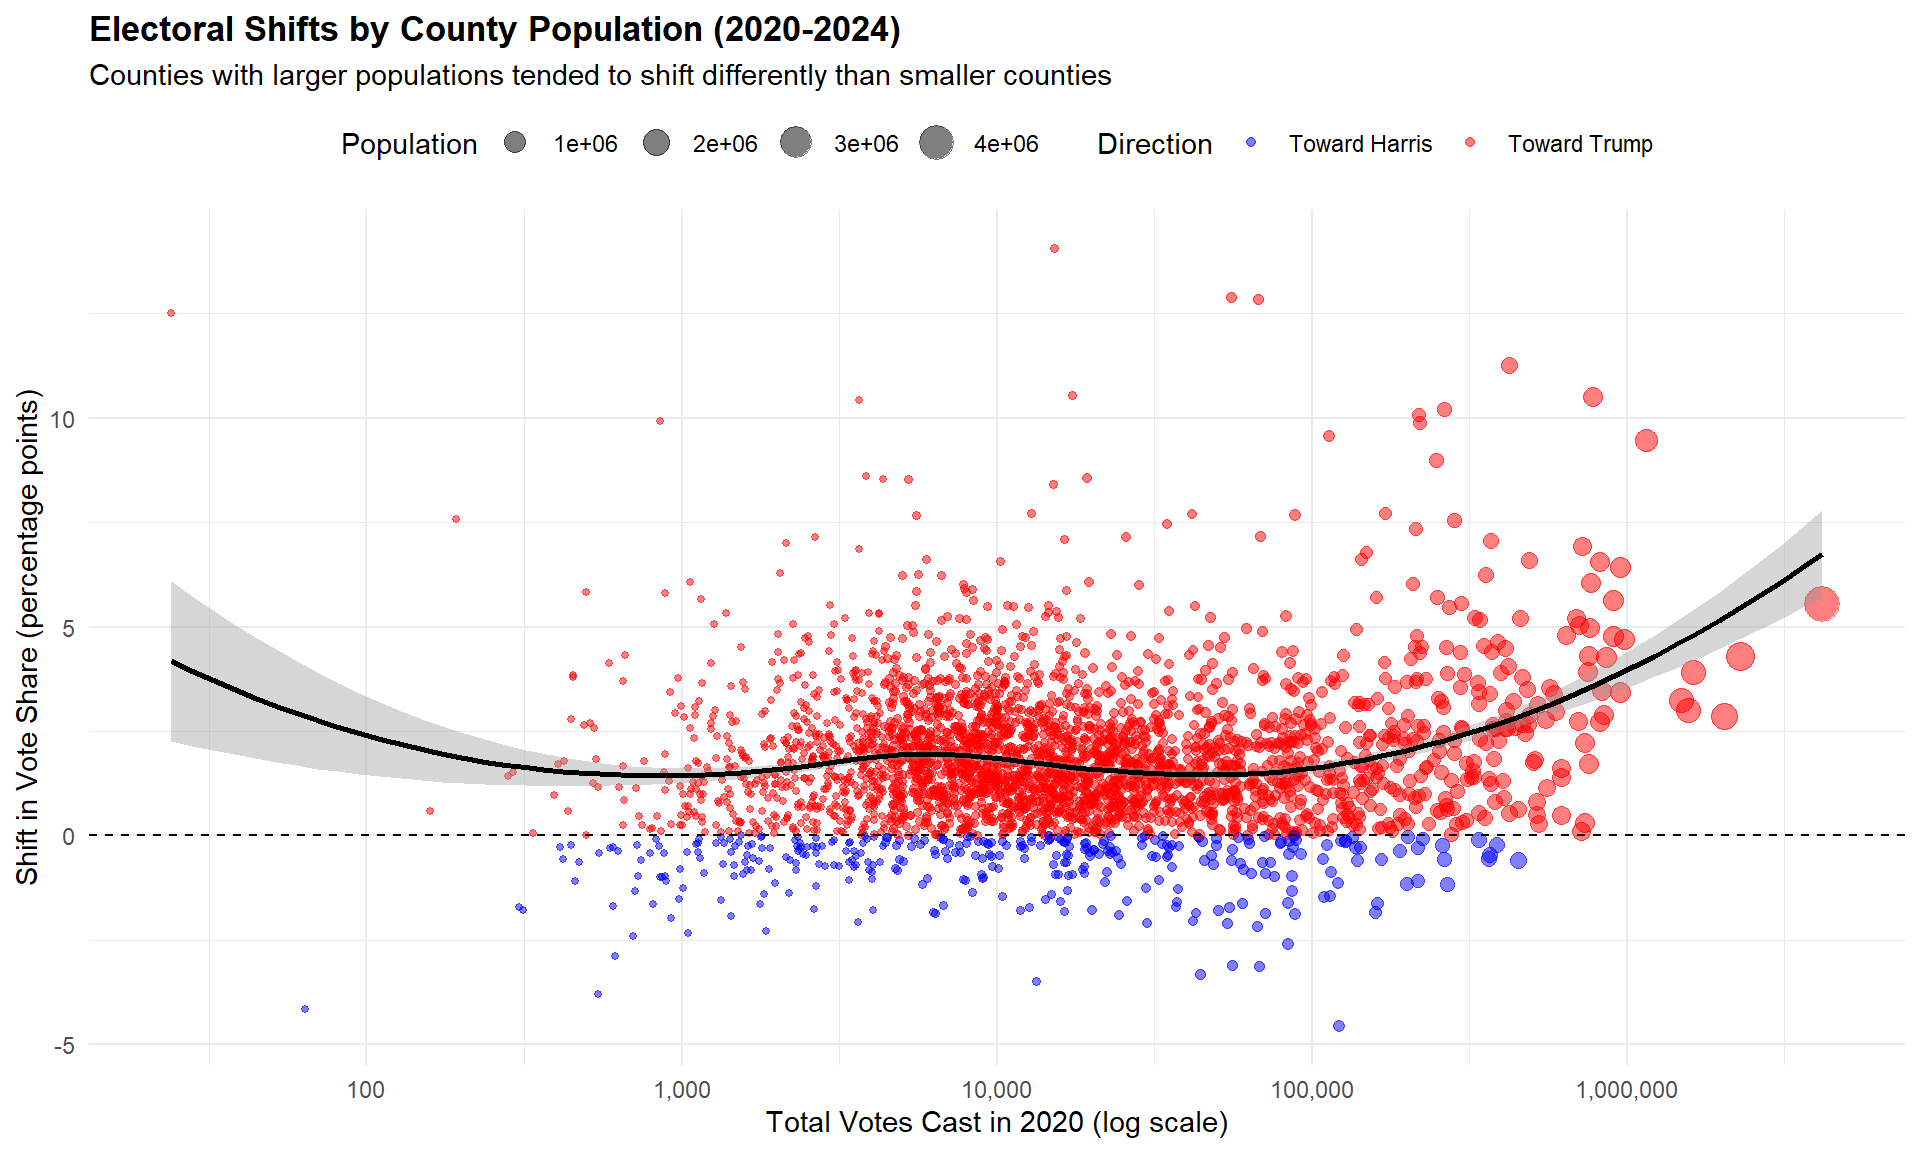 Electoral Shifts by County Population (2020-2024)
Counties with larger populations tended to shift differently than smaller counties
Population 1e+06 2e+06 3e+06 4e+06 Direction Toward Harris Toward Trump
Shift in Vote Share (percentage points)
10
5
0
-5
100 1,000 10,000 100,000 1,000,000
Total Votes Cast in 2020 (log scale)